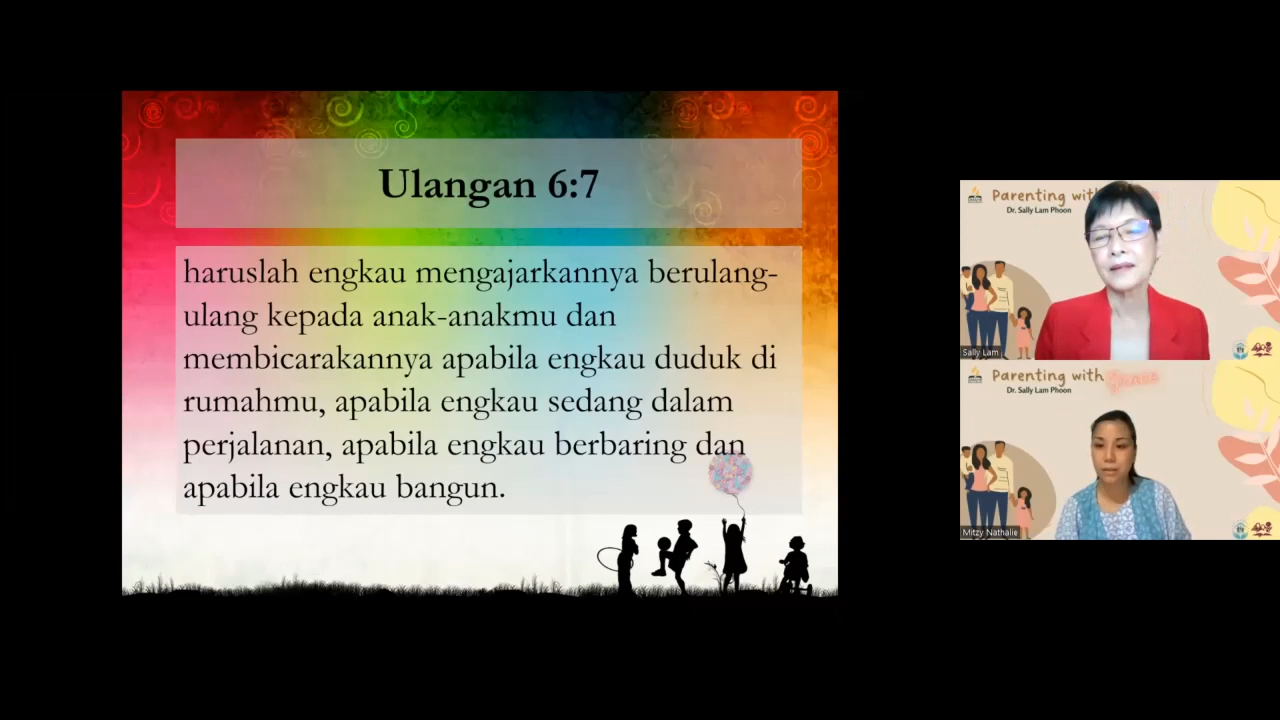 Ulangan 6:7
haruslah engkau mengajarkannya berulang-
ulang kepada anak-anakmu dan
membicarakannya apabila engkau duduk di
rumahmu, apabila engkau sedang dalam
perjalanan, apabila engkau berbaring dan
apabila engkau bangun.
Parenting with
Dr. Sally Lam Phoon
Sally Lam
Parenting with Grace
Dr. Sally Lam Phoon
Mitzy Nathalie